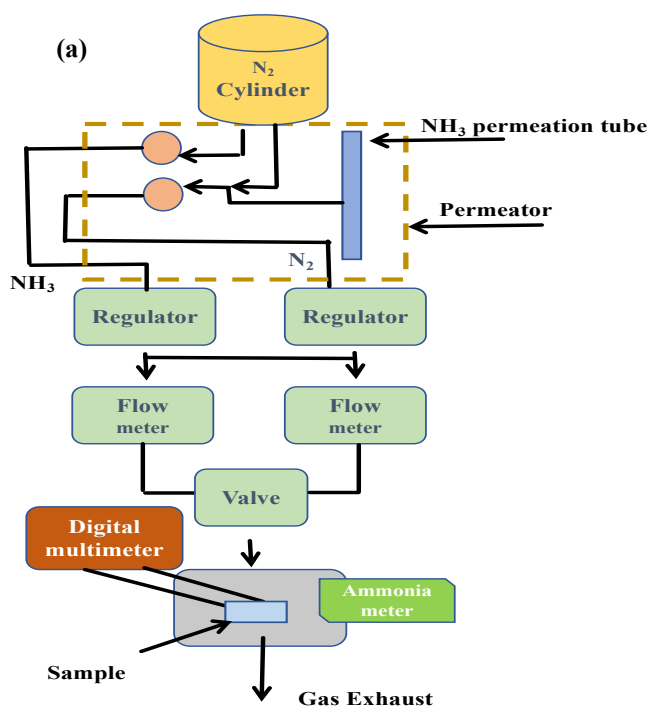 (a)
N₂
Cylinder
NH₃ permeation tube
Permeator
N₂
NH₃
Regulator
Regulator
Flow
meter
Flow
meter
Valve
Digital
multimeter
Ammonia
meter
Sample
Gas Exhaust